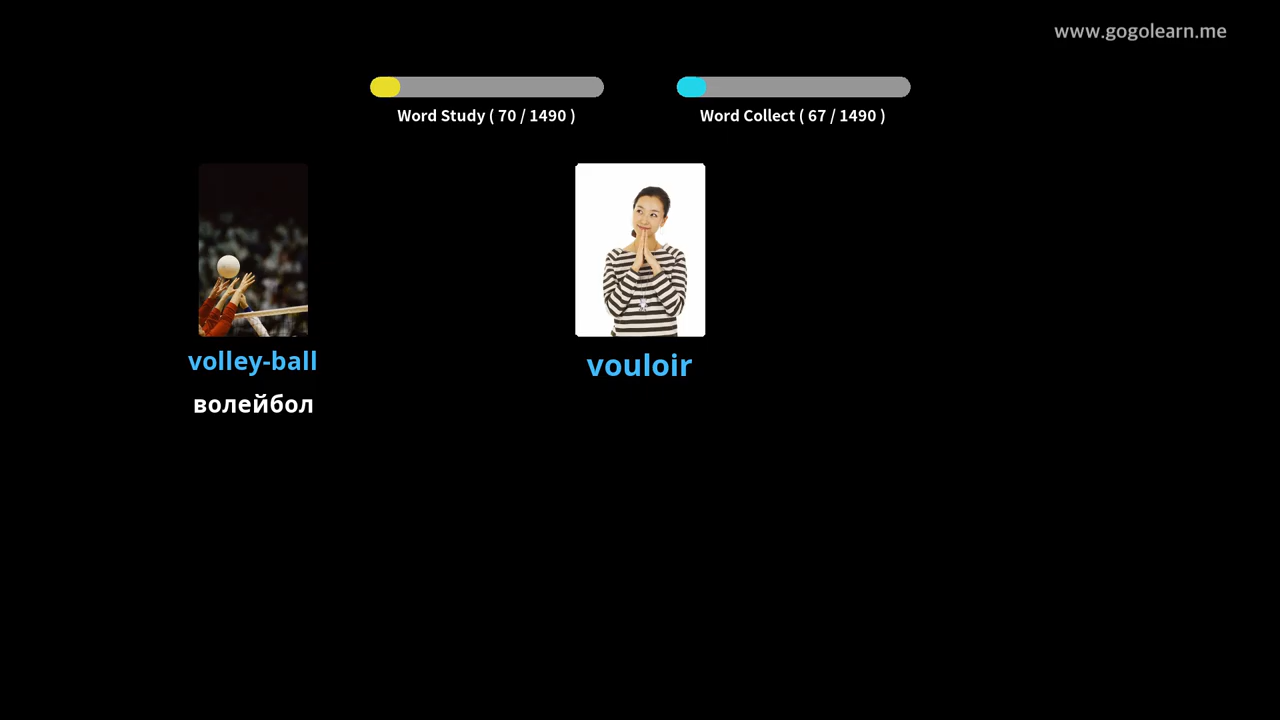 www.gogolearn.me
Word Study ( 70 / 1490 )
Word Collect ( 67 / 1490 )
volley-ball
волейбол
vouloir